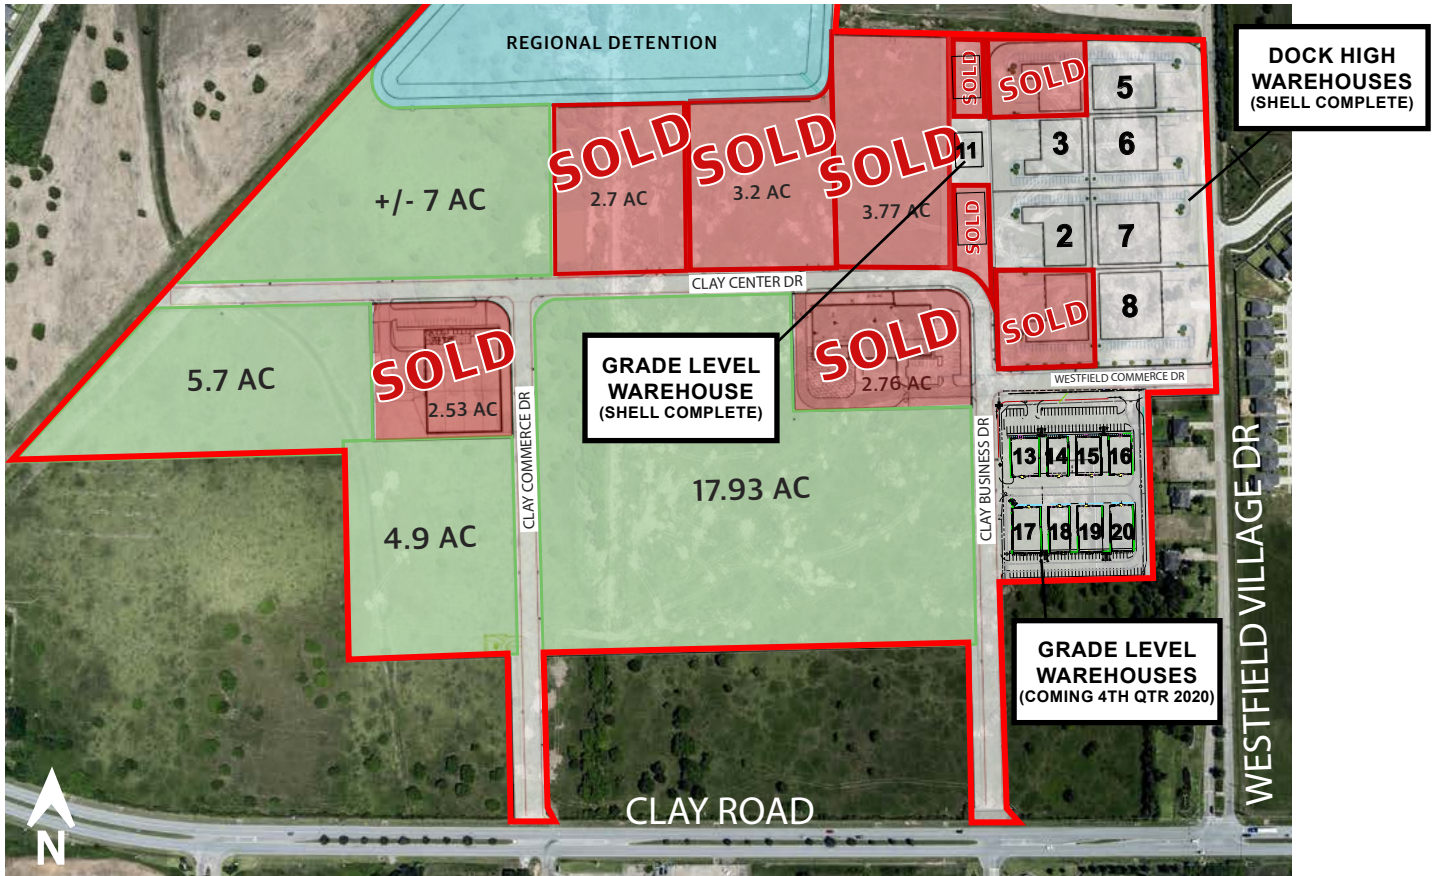 REGIONAL DETENTION
DOCK HIGH
WAREHOUSES
(SHELL COMPLETE)
SOLD
SOLD
5
SOLD
2.7 AC
SOLD
3.2 AC
SOLD
3.77 AC
11
3
6
+/- 7 AC
SOLD
2
7
CLAY CENTER DR
SOLD
8
5.7 AC
SOLD
2.53 AC
GRADE LEVEL
WAREHOUSE
(SHELL COMPLETE)
SOLD
2.76 AC
WESTFIELD COMMERCE DR
CLAY COMMERCE DR
CLAY BUSINESS DR
13 14 15 16
17 18 19 20
17.93 AC
4.9 AC
GRADE LEVEL
WAREHOUSES
(COMING 4TH QTR 2020)
WESTFIELD VILLAGE DR
CLAY ROAD
N